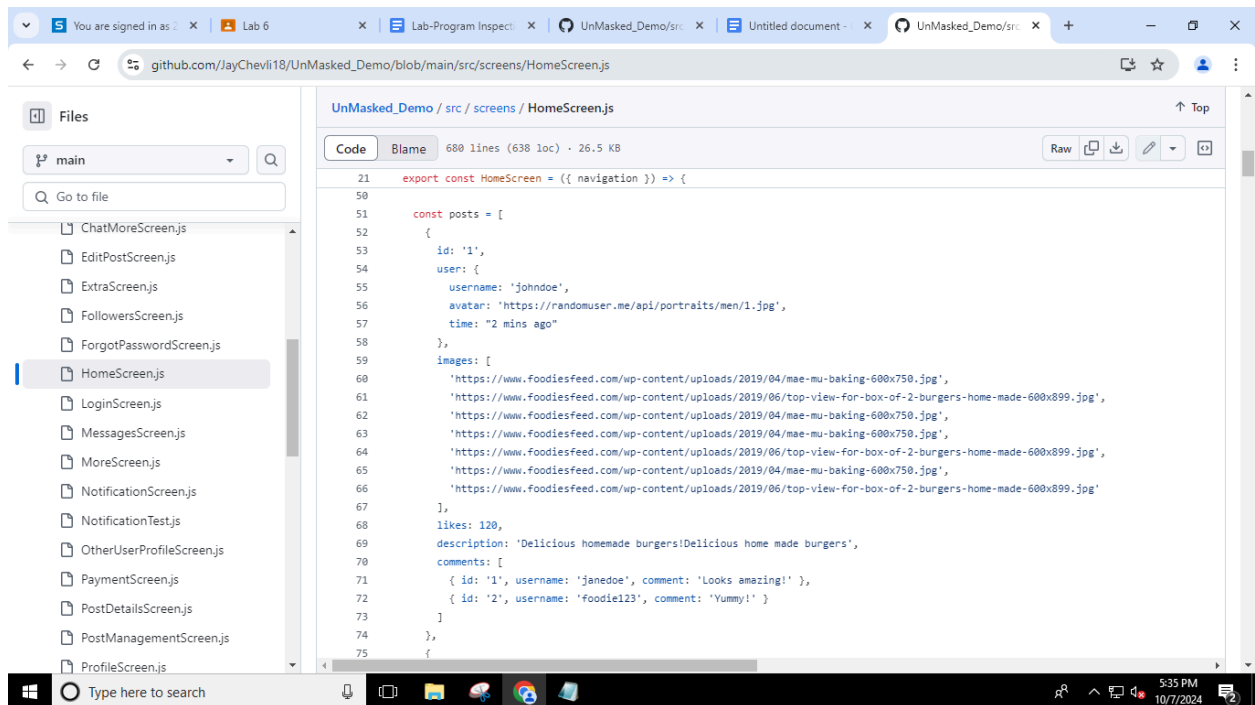 You are signed in as 2
Lab 6
Lab-Program Inspecti
UnMasked_Demo/src
Untitled document -
UnMasked_Demo/src
github.com/JayChevli18/UnMasked_Demo/blob/main/src/screens/HomeScreen.js
Files
main
Go to file
ChatMoreScreen.js
EditPostScreen.js
ExtraScreen.js
FollowersScreen.js
ForgotPasswordScreen.js
HomeScreen.js
LoginScreen.js
MessagesScreen.js
MoreScreen.js
NotificationScreen.js
NotificationTest.js
OtherUserProfileScreen.js
PaymentScreen.js
PostDetailsScreen.js
PostManagementScreen.js
ProfileScreen.js
UnMasked_Demo / src / screens / HomeScreen.js
Top
Code Blame 680 lines (638 loc) · 26.5 KB
Raw
21 export const HomeScreen = ({ navigation }) => {
50
51 const posts = [
52 {
53 id: '1',
54 user: {
55 username: 'johndoe',
56 avatar: 'https://randomuser.me/api/portraits/men/1.jpg',
57 time: "2 mins ago"
58 },
59 images: [
60 'https://www.foodiesfeed.com/wp-content/uploads/2019/04/mae-mu-baking-600x750.jpg',
61 'https://www.foodiesfeed.com/wp-content/uploads/2019/06/top-view-for-box-of-2-burgers-home-made-600x899.jpg',
62 'https://www.foodiesfeed.com/wp-content/uploads/2019/04/mae-mu-baking-600x750.jpg',
63 'https://www.foodiesfeed.com/wp-content/uploads/2019/04/mae-mu-baking-600x750.jpg',
64 'https://www.foodiesfeed.com/wp-content/uploads/2019/06/top-view-for-box-of-2-burgers-home-made-600x899.jpg',
65 'https://www.foodiesfeed.com/wp-content/uploads/2019/04/mae-mu-baking-600x750.jpg',
66 'https://www.foodiesfeed.com/wp-content/uploads/2019/06/top-view-for-box-of-2-burgers-home-made-600x899.jpg'
67 ],
68 likes: 120,
69 description: 'Delicious homemade burgers!Delicious home made burgers',
70 comments: [
71 { id: '1', username: 'janedoe', comment: 'Looks amazing!' },
72 { id: '2', username: 'foodie123', comment: 'Yummy!' }
73 ]
74 },
75 {
Type here to search
5:35 PM
10/7/2024
2